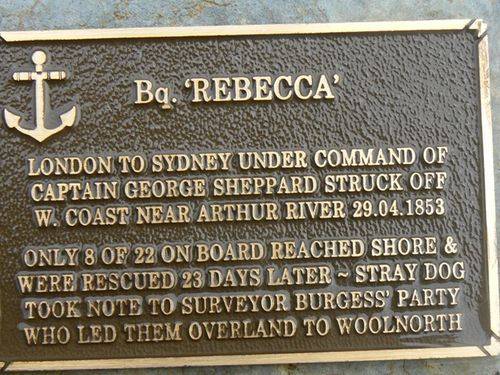 Bq. 'REBECCA'
LONDON TO SYDNEY UNDER COMMAND OF
CAPTAIN GEORGE SHEPPARD STRUCK OFF
W. COAST NEAR ARTHUR RIVER 29.04.1853
ONLY 8 OF 22 ON BOARD REACHED SHORE &
WERE RESCUED 23 DAYS LATER ~ STRAY DOG
TOOK NOTE TO SURVEYOR BURGESS' PARTY
WHO LED THEM OVERLAND TO WOOLNORTH